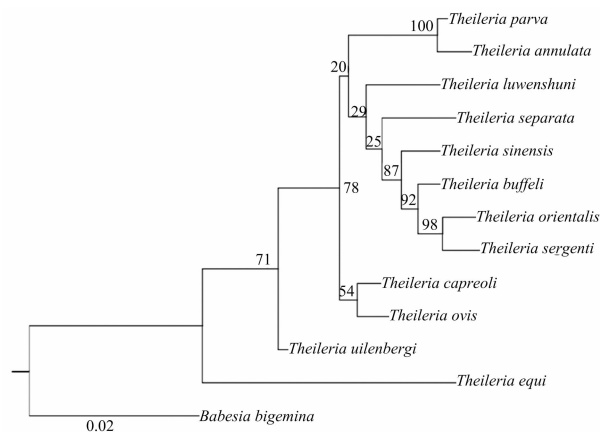 100
Theileria parva
Theileria annulata
20
Theileria luwenshuni
29
Theileria separata
25
Theileria sinensis
87
Theileria buffeli
92
78
Theileria orientalis
98
Theileria sergenti
71
Theileria capreoli
54
Theileria ovis
Theileria uilenbergi
Theileria equi
Babesia bigemina
0.02